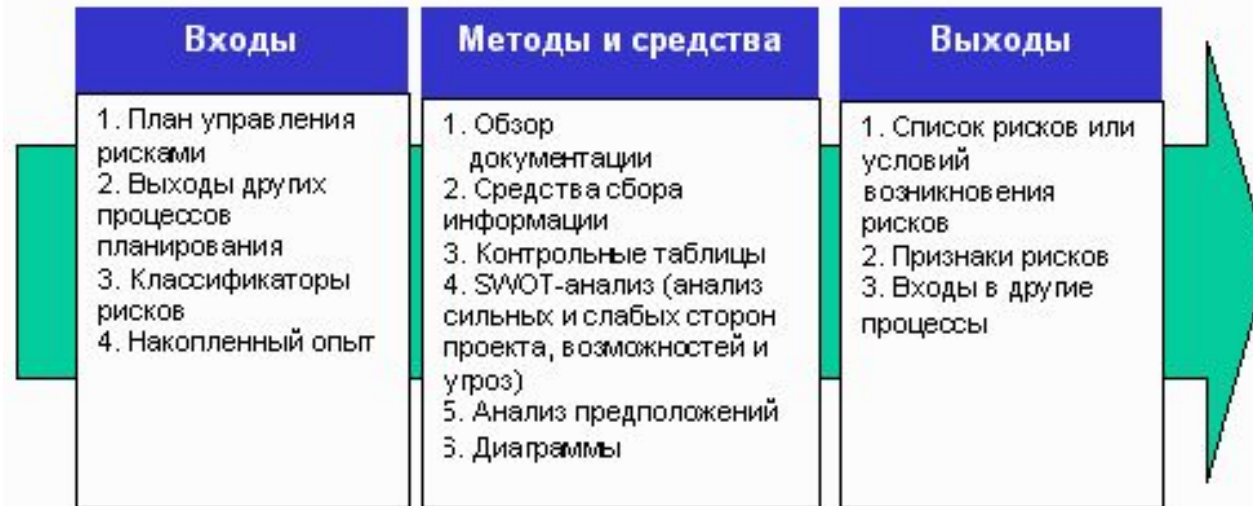 Входы
1. План управления
рисками
2. Выходы других
процессов
планирования
3. Классификаторы
рисков
4. Накопленный опыт
Методы и средства
1. Обзор
документации
2. Средства сбора
информации
3. Контрольные таблицы
4. SWOT-анализ (анализ
сильных и слабых сторон
проекта, возможностей и
угроз)
5. Анализ предположений
6. Диаграммы
Выходы
1. Список рисков или
условий
возникновения
рисков
2. Признаки рисков
3. Входы в другие
процессы